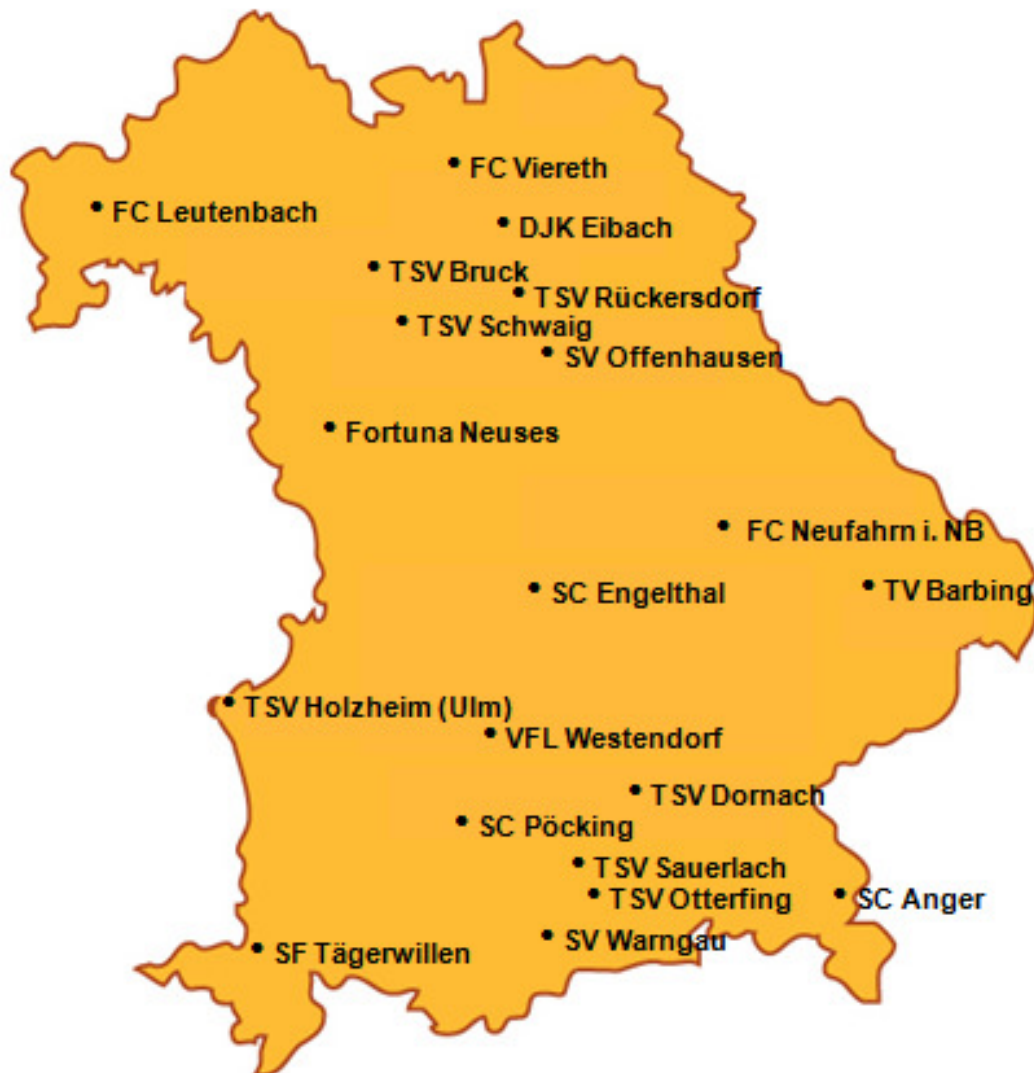 FC Viereth
FC Leutenbach
DJK Eibach
TSV Bruck
TSV Rückersdorf
TSV Schwaig
SV Offenhausen
Fortuna Neuses
FC Neufahrn i. NB
SC Engelthal
TV Barbing
TSV Holzheim (Ulm)
VFL Westendorf
TSV Dornach
SC Pöcking
TSV Sauerlach
TSV Otterfing
SC Anger
SV Warngau
SF Tägerwillen